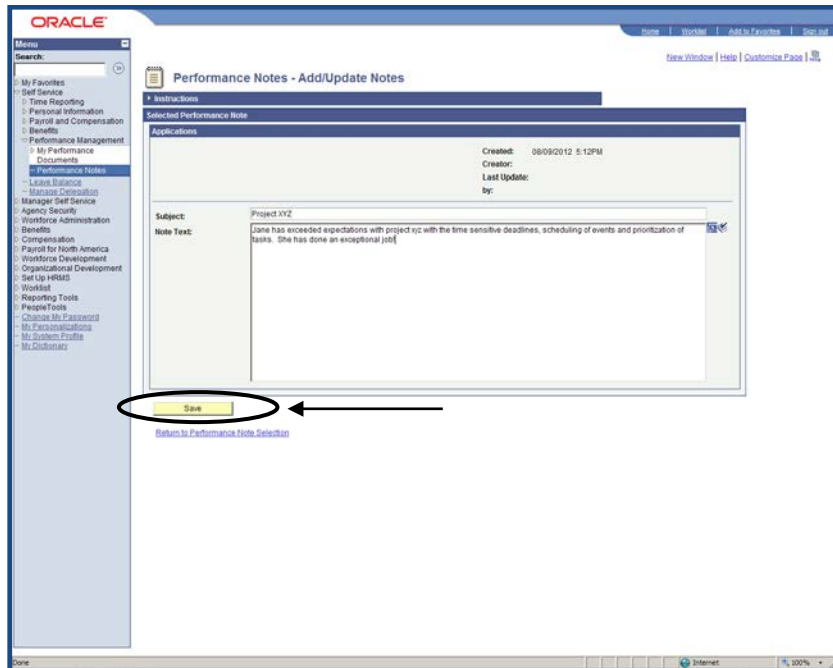 ORACLE
Home | Worklist | Add to Favorites | Sign out
Menu
Search:
My Favorites
Self Service
Time Reporting
Personal Information
Payroll and Compensation
Benefits
Performance Management
My Performance
Documents
Performance Notes
Leave Balance
Manage Delegation
Manager Self Service
Agency Security
Workforce Administration
Benefits
Compensation
Payroll for North America
Workforce Development
Organizational Development
Set Up HRMS
Worklist
Reporting Tools
PeopleTools
Change My Password
My Personalizations
My System Profile
My Dictionary
New Window | Help | Customize Page |
Performance Notes - Add/Update Notes
Instructions
Selected Performance Note
Applications
Created: 08/09/2012 5:12PM
Creator:
Last Update:
by:
Subject: Project XYZ
Note Text: Jane has exceeded expectations with project xyz with the time sensitive deadlines, scheduling of events and prioritization of
tasks. She has done an exceptional job!
Save
Return to Performance Note Selection
Done
Internet
100%